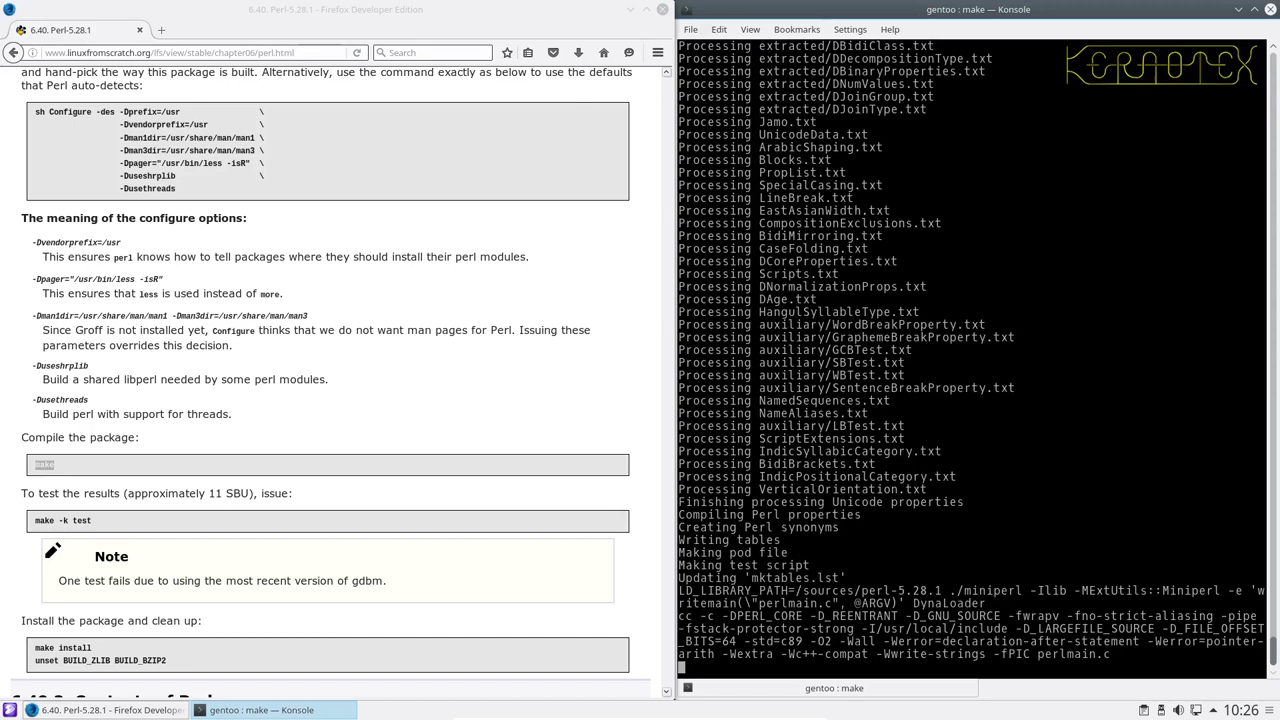 6.40. Perl-5.28.1 - Firefox Developer Edition
6.40. Perl-5.28.1
www.linuxfromscratch.org/lfs/view/stable/chapter06/perl.html
Search
and hand-pick the way this package is built. Alternatively, use the command exactly as below to use the defaults
that Perl auto-detects:
sh Configure -des -Dprefix=/usr \
-Dvendorprefix=/usr \
-Dman1dir=/usr/share/man/man1 \
-Dman3dir=/usr/share/man/man3 \
-Dpager="/usr/bin/less -isR" \
-Duseshrplib \
-Dusethreads
The meaning of the configure options:
-Dvendorprefix=/usr
This ensures perl knows how to tell packages where they should install their perl modules.
-Dpager="/usr/bin/less -isR"
This ensures that less is used instead of more.
-Dman1dir=/usr/share/man/man1 -Dman3dir=/usr/share/man/man3
Since Groff is not installed yet, Configure thinks that we do not want man pages for Perl. Issuing these
parameters overrides this decision.
-Duseshrplib
Build a shared libperl needed by some perl modules.
-Dusethreads
Build perl with support for threads.
Compile the package:
make
To test the results (approximately 11 SBU), issue:
make -k test
Note
One test fails due to using the most recent version of gdbm.
Install the package and clean up:
make install
unset BUILD_ZLIB BUILD_BZIP2
gentoo : make — Konsole
File Edit View Bookmarks Settings Help
KERAOTEX
Processing extracted/DBidiClass.txt
Processing extracted/DDecompositionType.txt
Processing extracted/DBinaryProperties.txt
Processing extracted/DNumValues.txt
Processing extracted/DJoinGroup.txt
Processing extracted/DJoinType.txt
Processing Jamo.txt
Processing UnicodeData.txt
Processing ArabicShaping.txt
Processing Blocks.txt
Processing PropList.txt
Processing SpecialCasing.txt
Processing LineBreak.txt
Processing EastAsianWidth.txt
Processing CompositionExclusions.txt
Processing BidiMirroring.txt
Processing CaseFolding.txt
Processing DCoreProperties.txt
Processing Scripts.txt
Processing DNormalizationProps.txt
Processing DAge.txt
Processing HangulSyllableType.txt
Processing auxiliary/WordBreakProperty.txt
Processing auxiliary/GraphemeBreakProperty.txt
Processing auxiliary/GCBTest.txt
Processing auxiliary/SBTest.txt
Processing auxiliary/WBTest.txt
Processing auxiliary/SentenceBreakProperty.txt
Processing NamedSequences.txt
Processing NameAliases.txt
Processing auxiliary/LBTest.txt
Processing ScriptExtensions.txt
Processing IndicSyllabicCategory.txt
Processing BidiBrackets.txt
Processing IndicPositionalCategory.txt
Processing VerticalOrientation.txt
Finishing processing Unicode properties
Compiling Perl properties
Creating Perl synonyms
Writing tables
Making pod file
Making test script
Updating 'mktables.lst'
LD_LIBRARY_PATH=/sources/perl-5.28.1 ./miniperl -Ilib -MExtUtils::Miniperl -e 'w
ritemain(\"perlmain.c", @ARGV)' DynaLoader
cc -c -DPERL_CORE -D_REENTRANT -D_GNU_SOURCE -fwrapv -fno-strict-aliasing -pipe
-fstack-protector-strong -I/usr/local/include -D_LARGEFILE_SOURCE -D_FILE_OFFSET
_BITS=64 -std=c89 -O2 -Wall -Werror=declaration-after-statement -Werror=pointer-
arith -Wextra -Wc++-compat -Wwrite-strings -fPIC perlmain.c
gentoo : make
6.40. Perl-5.28.1 - Firefox Developer
gentoo : make — Konsole
10:26